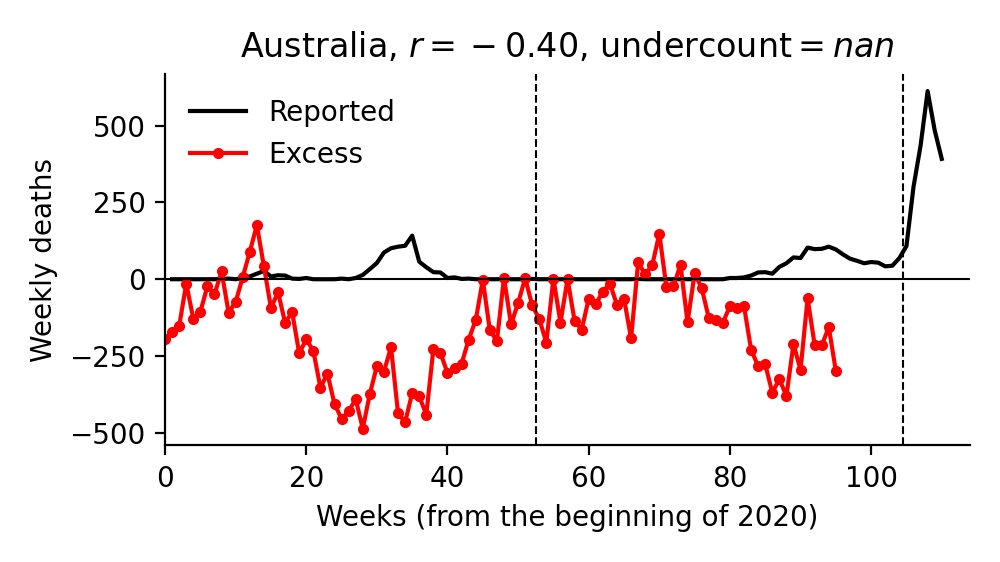 Australia, r = − 0.40, undercount = nan
Reported
Excess
Weekly deaths
500
250
0
−250
−500
0 20 40 60 80 100
Weeks (from the beginning of 2020)